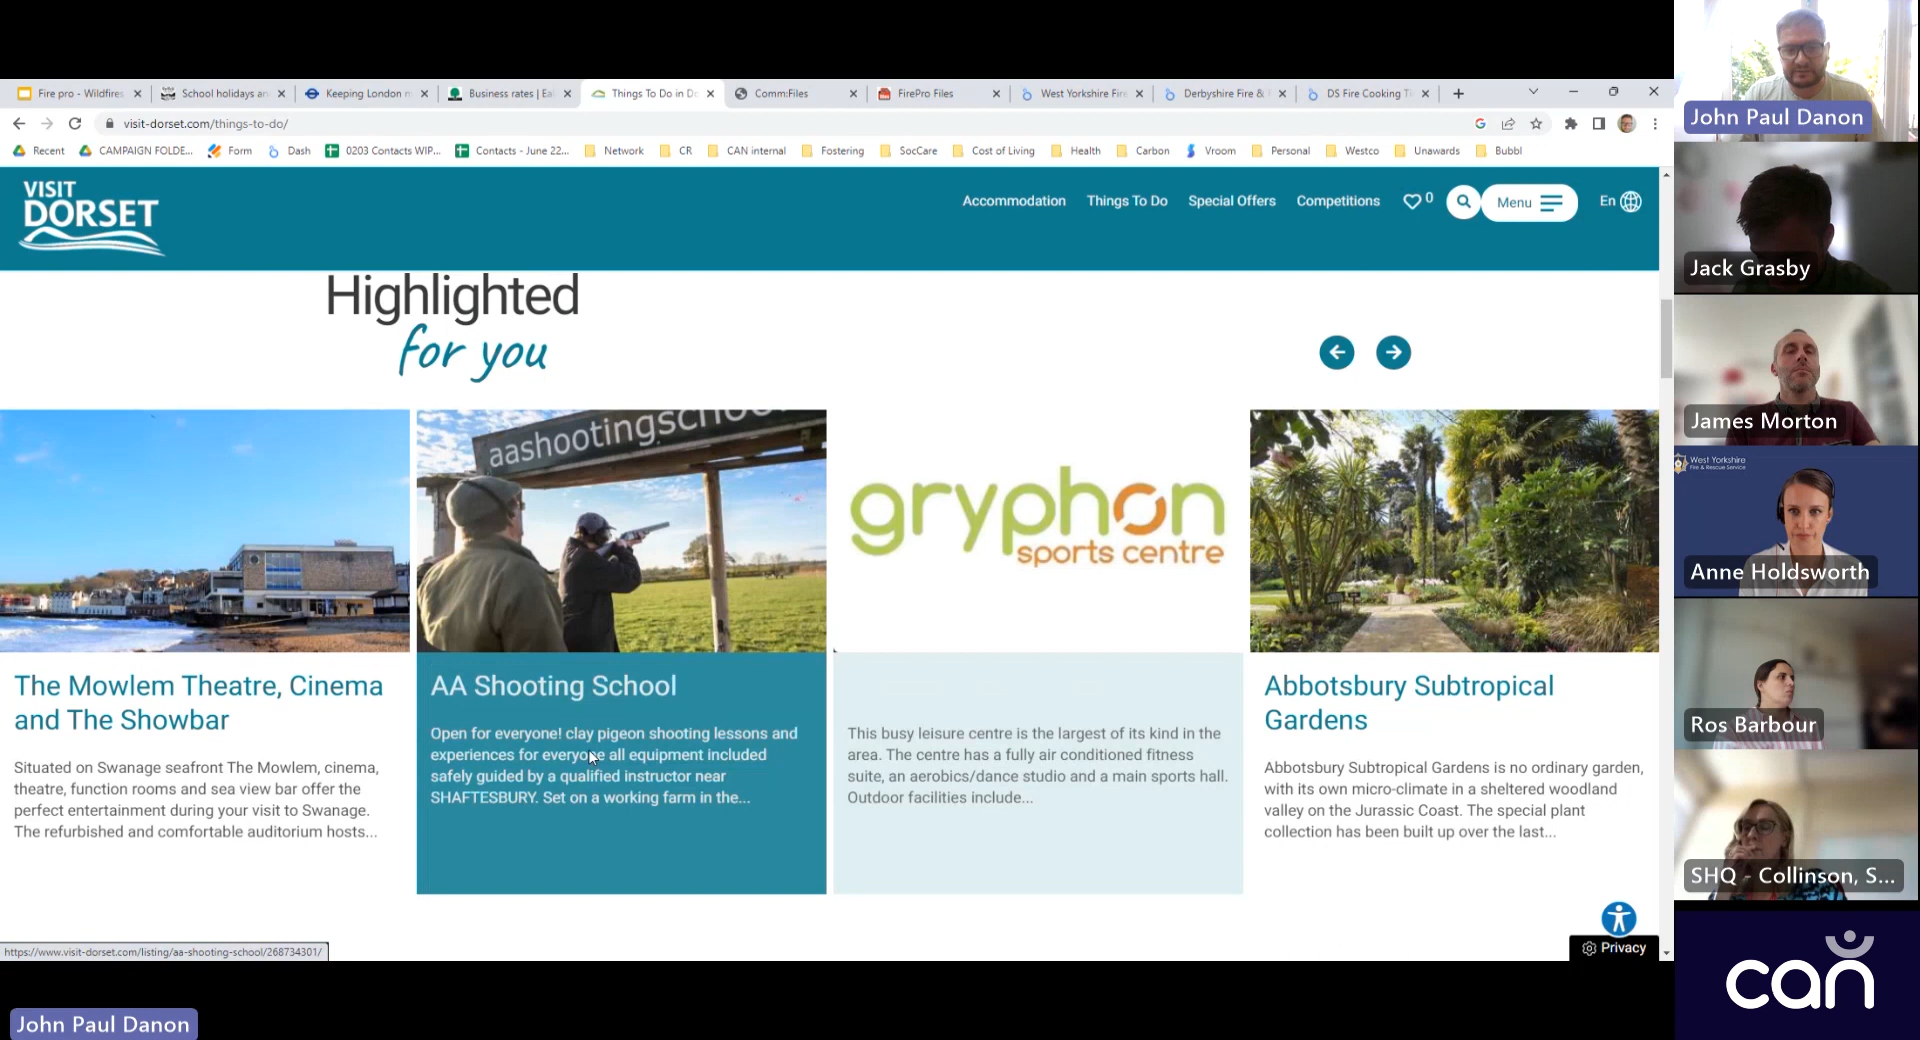 Fire pro - Wildfires
School holidays an
Keeping London m
Business rates | Eal
Things To Do in Do
Comm:Files
FirePro Files
West Yorkshire Fire
Derbyshire Fire &
DS Fire Cooking Ti
visit-dorset.com/things-to-do/
Recent
CAMPAIGN FOLDE...
Form
Dash
0203 Contacts WIP...
Contacts - June 22...
Network
CR
CAN internal
Fostering
SocCare
Cost of Living
Health
Carbon
Vroom
Personal
Westco
Unawards
Bubbl
VISIT
DORSET
Accommodation
Things To Do
Special Offers
Competitions
0
Menu
En
Highlighted
for you
aashootingschoo
gryphon
sports centre
The Mowlem Theatre, Cinema
and The Showbar
Situated on Swanage seafront The Mowlem, cinema,
theatre, function rooms and sea view bar offer the
perfect entertainment during your visit to Swanage.
The refurbished and comfortable auditorium hosts...
AA Shooting School
Open for everyone! clay pigeon shooting lessons and
experiences for everyone all equipment included
safely guided by a qualified instructor near
SHAFTESBURY. Set on a working farm in the...
This busy leisure centre is the largest of its kind in the
area. The centre has a fully air conditioned fitness
suite, an aerobics/dance studio and a main sports hall.
Outdoor facilities include...
Abbotsbury Subtropical
Gardens
Abbotsbury Subtropical Gardens is no ordinary garden,
with its own micro-climate in a sheltered woodland
valley on the Jurassic Coast. The special plant
collection has been built up over the last...
https://www.visit-dorset.com/listing/aa-shooting-school/268734301/
Privacy
John Paul Danon
John Paul Danon
Jack Grasby
James Morton
West Yorkshire
Fire & Rescue Service
Anne Holdsworth
Ros Barbour
SHQ - Collinson, S...
can